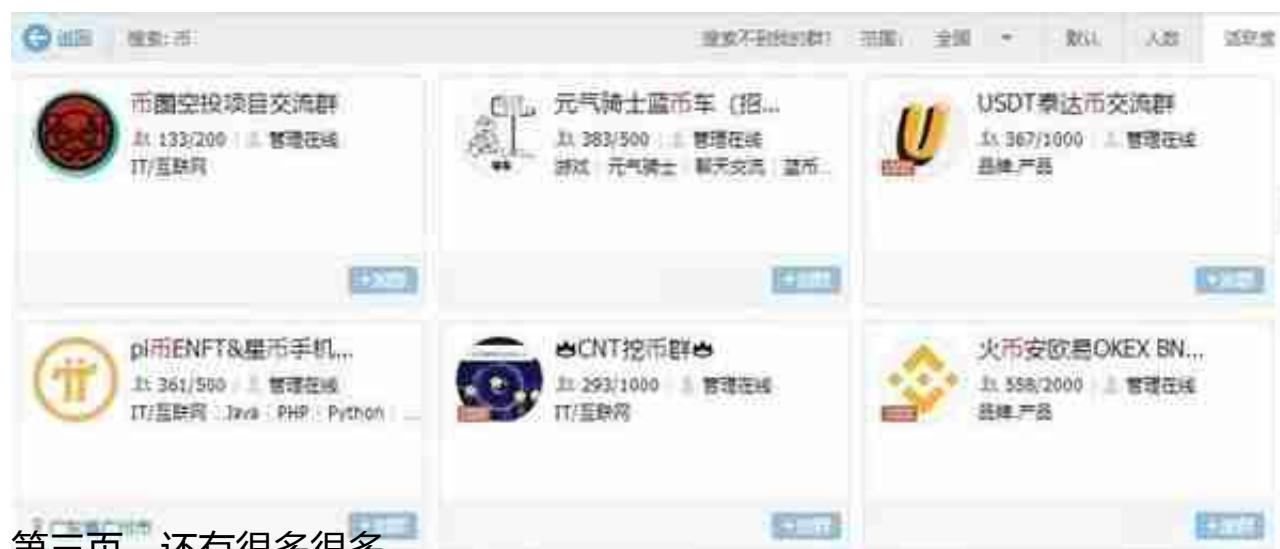 返回 搜索: 币 搜索不到我的群? 范围: 全国 默认 人数 活跃度
币圈空投项目交流群
133/200 管理在线
IT/互联网
元气骑士蓝币车（招...
383/500 管理在线
游戏 元气骑士 聊天交流 蓝币...
USDT泰达币交流群
367/1000 管理在线
品牌产品
+加群 +加群 +加群
pi币ENFT&星币手机...
361/500 管理在线
IT/互联网 Java PHP Python ...
CNT挖币群
293/1000 管理在线
IT/互联网
火币安欧易OKEX BN...
558/2000 管理在线
品牌产品
第三页，还有很多很多